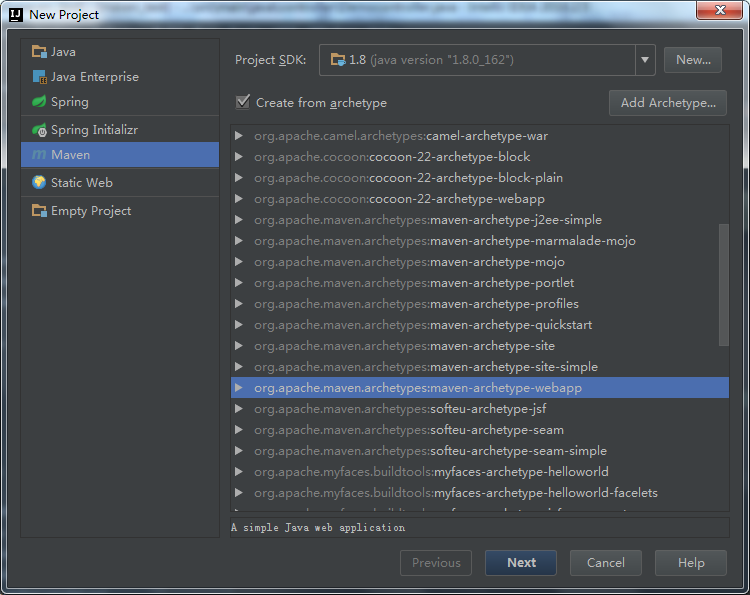 New Project
Java
Java Enterprise
Spring
Spring Initializr
Maven
Static Web
Empty Project
Project SDK: 1.8 (java version "1.8.0_162") New...
Create from archetype Add Archetype...
org.apache.camel.archetypes:camel-archetype-war
org.apache.cocoon:cocoon-22-archetype-block
org.apache.cocoon:cocoon-22-archetype-block-plain
org.apache.cocoon:cocoon-22-archetype-webapp
org.apache.maven.archetypes:maven-archetype-j2ee-simple
org.apache.maven.archetypes:maven-archetype-marmalade-mojo
org.apache.maven.archetypes:maven-archetype-mojo
org.apache.maven.archetypes:maven-archetype-portlet
org.apache.maven.archetypes:maven-archetype-profiles
org.apache.maven.archetypes:maven-archetype-quickstart
org.apache.maven.archetypes:maven-archetype-site
org.apache.maven.archetypes:maven-archetype-site-simple
org.apache.maven.archetypes:maven-archetype-webapp
org.apache.maven.archetypes:softeu-archetype-jsf
org.apache.maven.archetypes:softeu-archetype-seam
org.apache.maven.archetypes:softeu-archetype-seam-simple
org.apache.myfaces.buildtools:myfaces-archetype-helloworld
org.apache.myfaces.buildtools:myfaces-archetype-helloworld-facelets
A simple Java web application
Previous Next Cancel Help